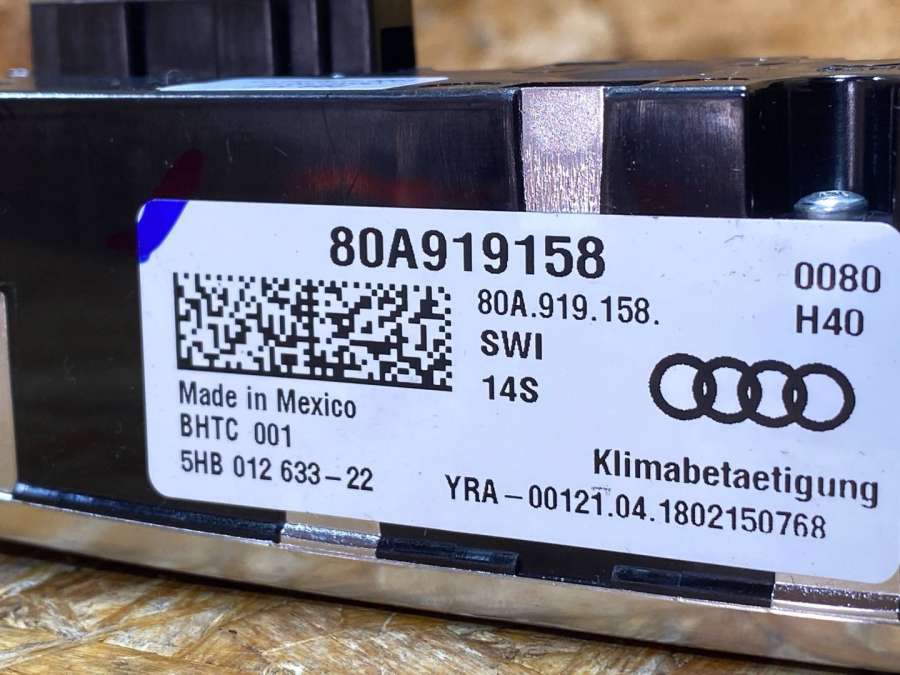 80A919158
80A.919.158.
SWI
14S
0080
H40
Made in Mexico
BHTC 001
5HB 012 633-22
Klimabetaetigung
YRA-00121.04.1802150768